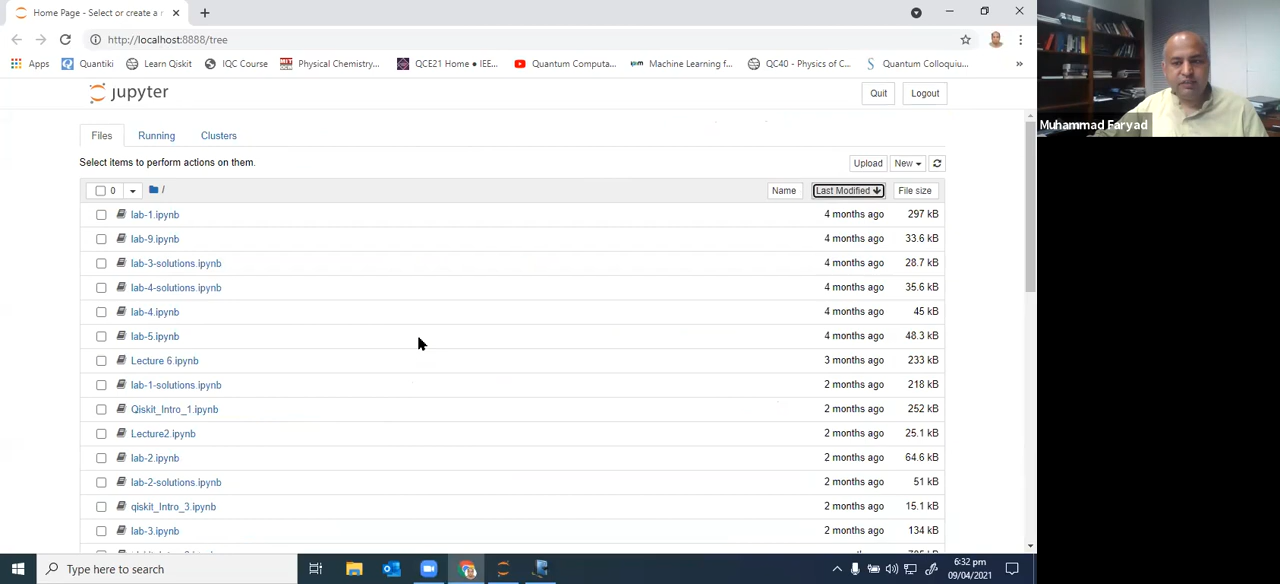 Home Page - Select or create a r
http://localhost:8888/tree
Apps Quantiki Learn Qiskit IQC Course Physical Chemistry... QC E21 Home • IEE... Quantum Computa... Machine Learning f... QC40 - Physics of C... Quantum Colloquiu... »
jupyter Quit Logout
Files Running Clusters
Select items to perform actions on them. Upload New
0 / Name Last Modified File size
lab-1.ipynb 4 months ago 297 kB
lab-9.ipynb 4 months ago 33.6 kB
lab-3-solutions.ipynb 4 months ago 28.7 kB
lab-4-solutions.ipynb 4 months ago 35.6 kB
lab-4.ipynb 4 months ago 45 kB
lab-5.ipynb 4 months ago 48.3 kB
Lecture 6.ipynb 3 months ago 233 kB
lab-1-solutions.ipynb 2 months ago 218 kB
Qiskit_Intro_1.ipynb 2 months ago 252 kB
Lecture2.ipynb 2 months ago 25.1 kB
lab-2.ipynb 2 months ago 64.6 kB
lab-2-solutions.ipynb 2 months ago 51 kB
qiskit_Intro_3.ipynb 2 months ago 15.1 kB
lab-3.ipynb 2 months ago 134 kB
Type here to search
6:32 pm
09/04/2021
Muhammad Faryad